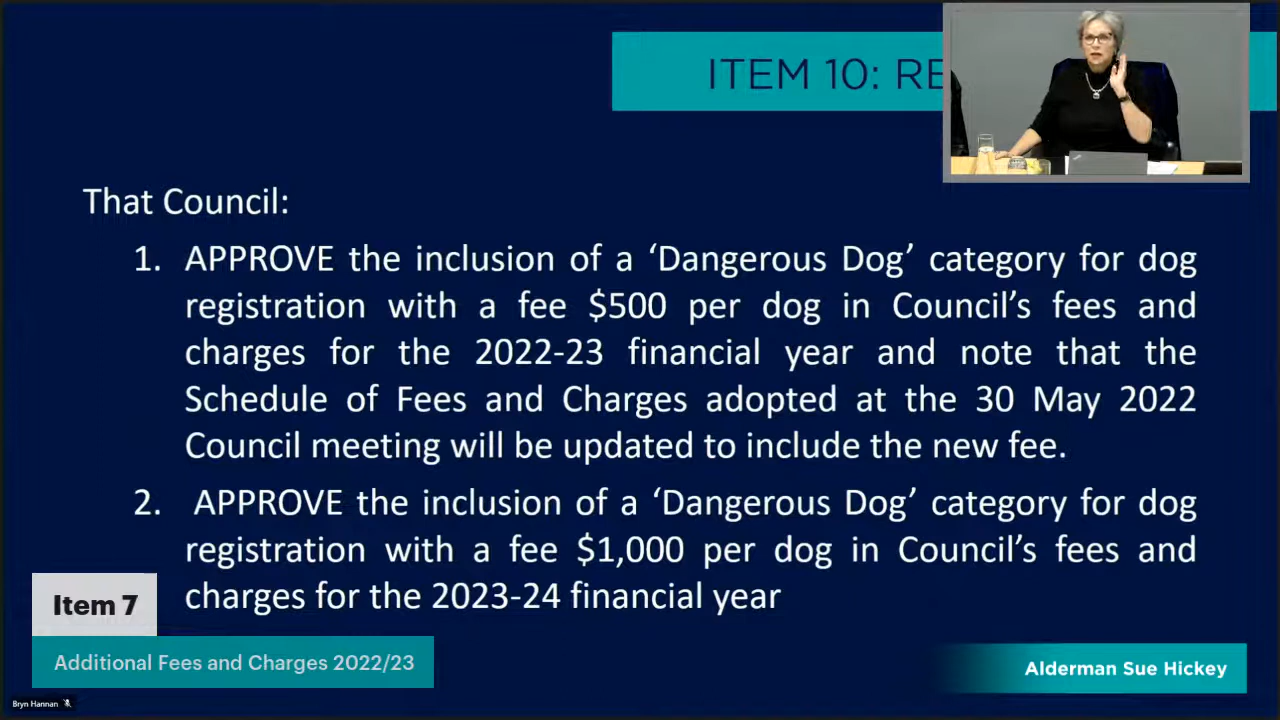 ITEM 10: RE
That Council:
1. APPROVE the inclusion of a ‘Dangerous Dog’ category for dog
registration with a fee $500 per dog in Council’s fees and
charges for the 2022-23 financial year and note that the
Schedule of Fees and Charges adopted at the 30 May 2022
Council meeting will be updated to include the new fee.
2. APPROVE the inclusion of a ‘Dangerous Dog’ category for dog
registration with a fee $1,000 per dog in Council’s fees and
charges for the 2023-24 financial year
Item 7
Additional Fees and Charges 2022/23
Alderman Sue Hickey
Bryn Hannan